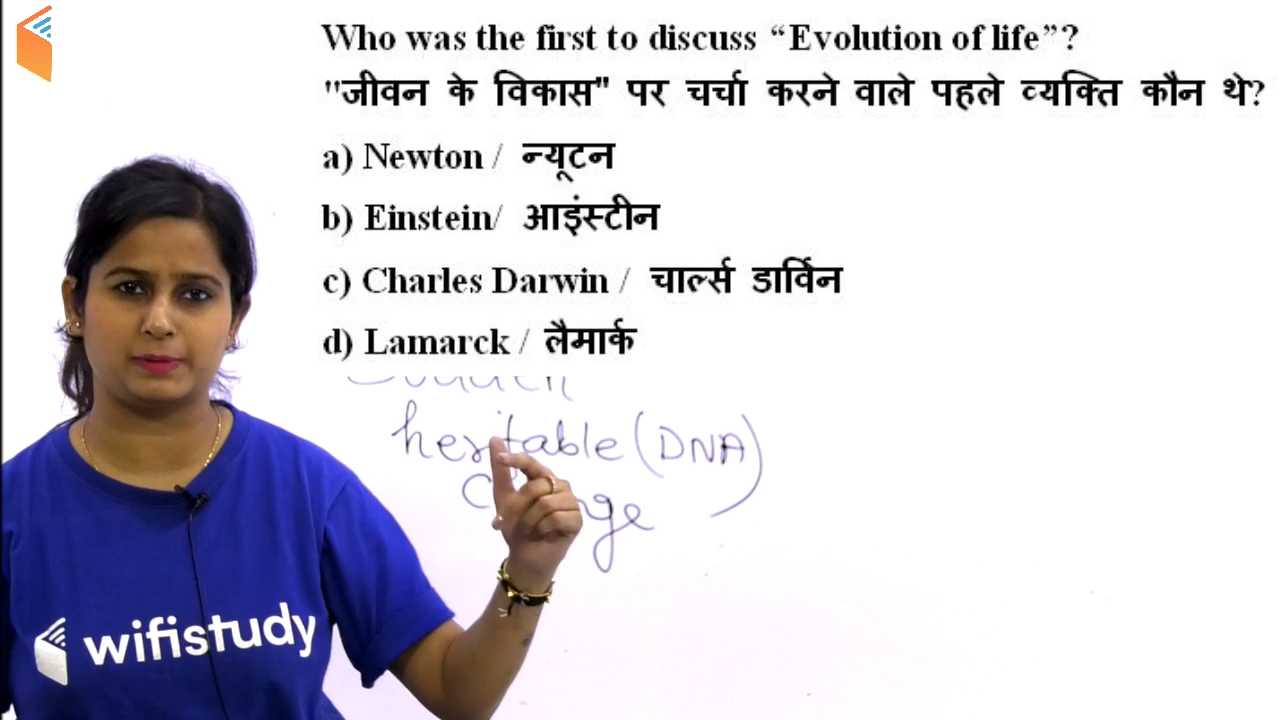 Who was the first to discuss “Evolution of life”?
"जीवन के विकास" पर चर्चा करने वाले पहले व्यक्ति कौन थे?
a) Newton / न्यूटन
b) Einstein/ आइंस्टीन
c) Charles Darwin / चार्ल्स डार्विन
d) Lamarck / लैमार्क
heritable (DNA)
wifistudy